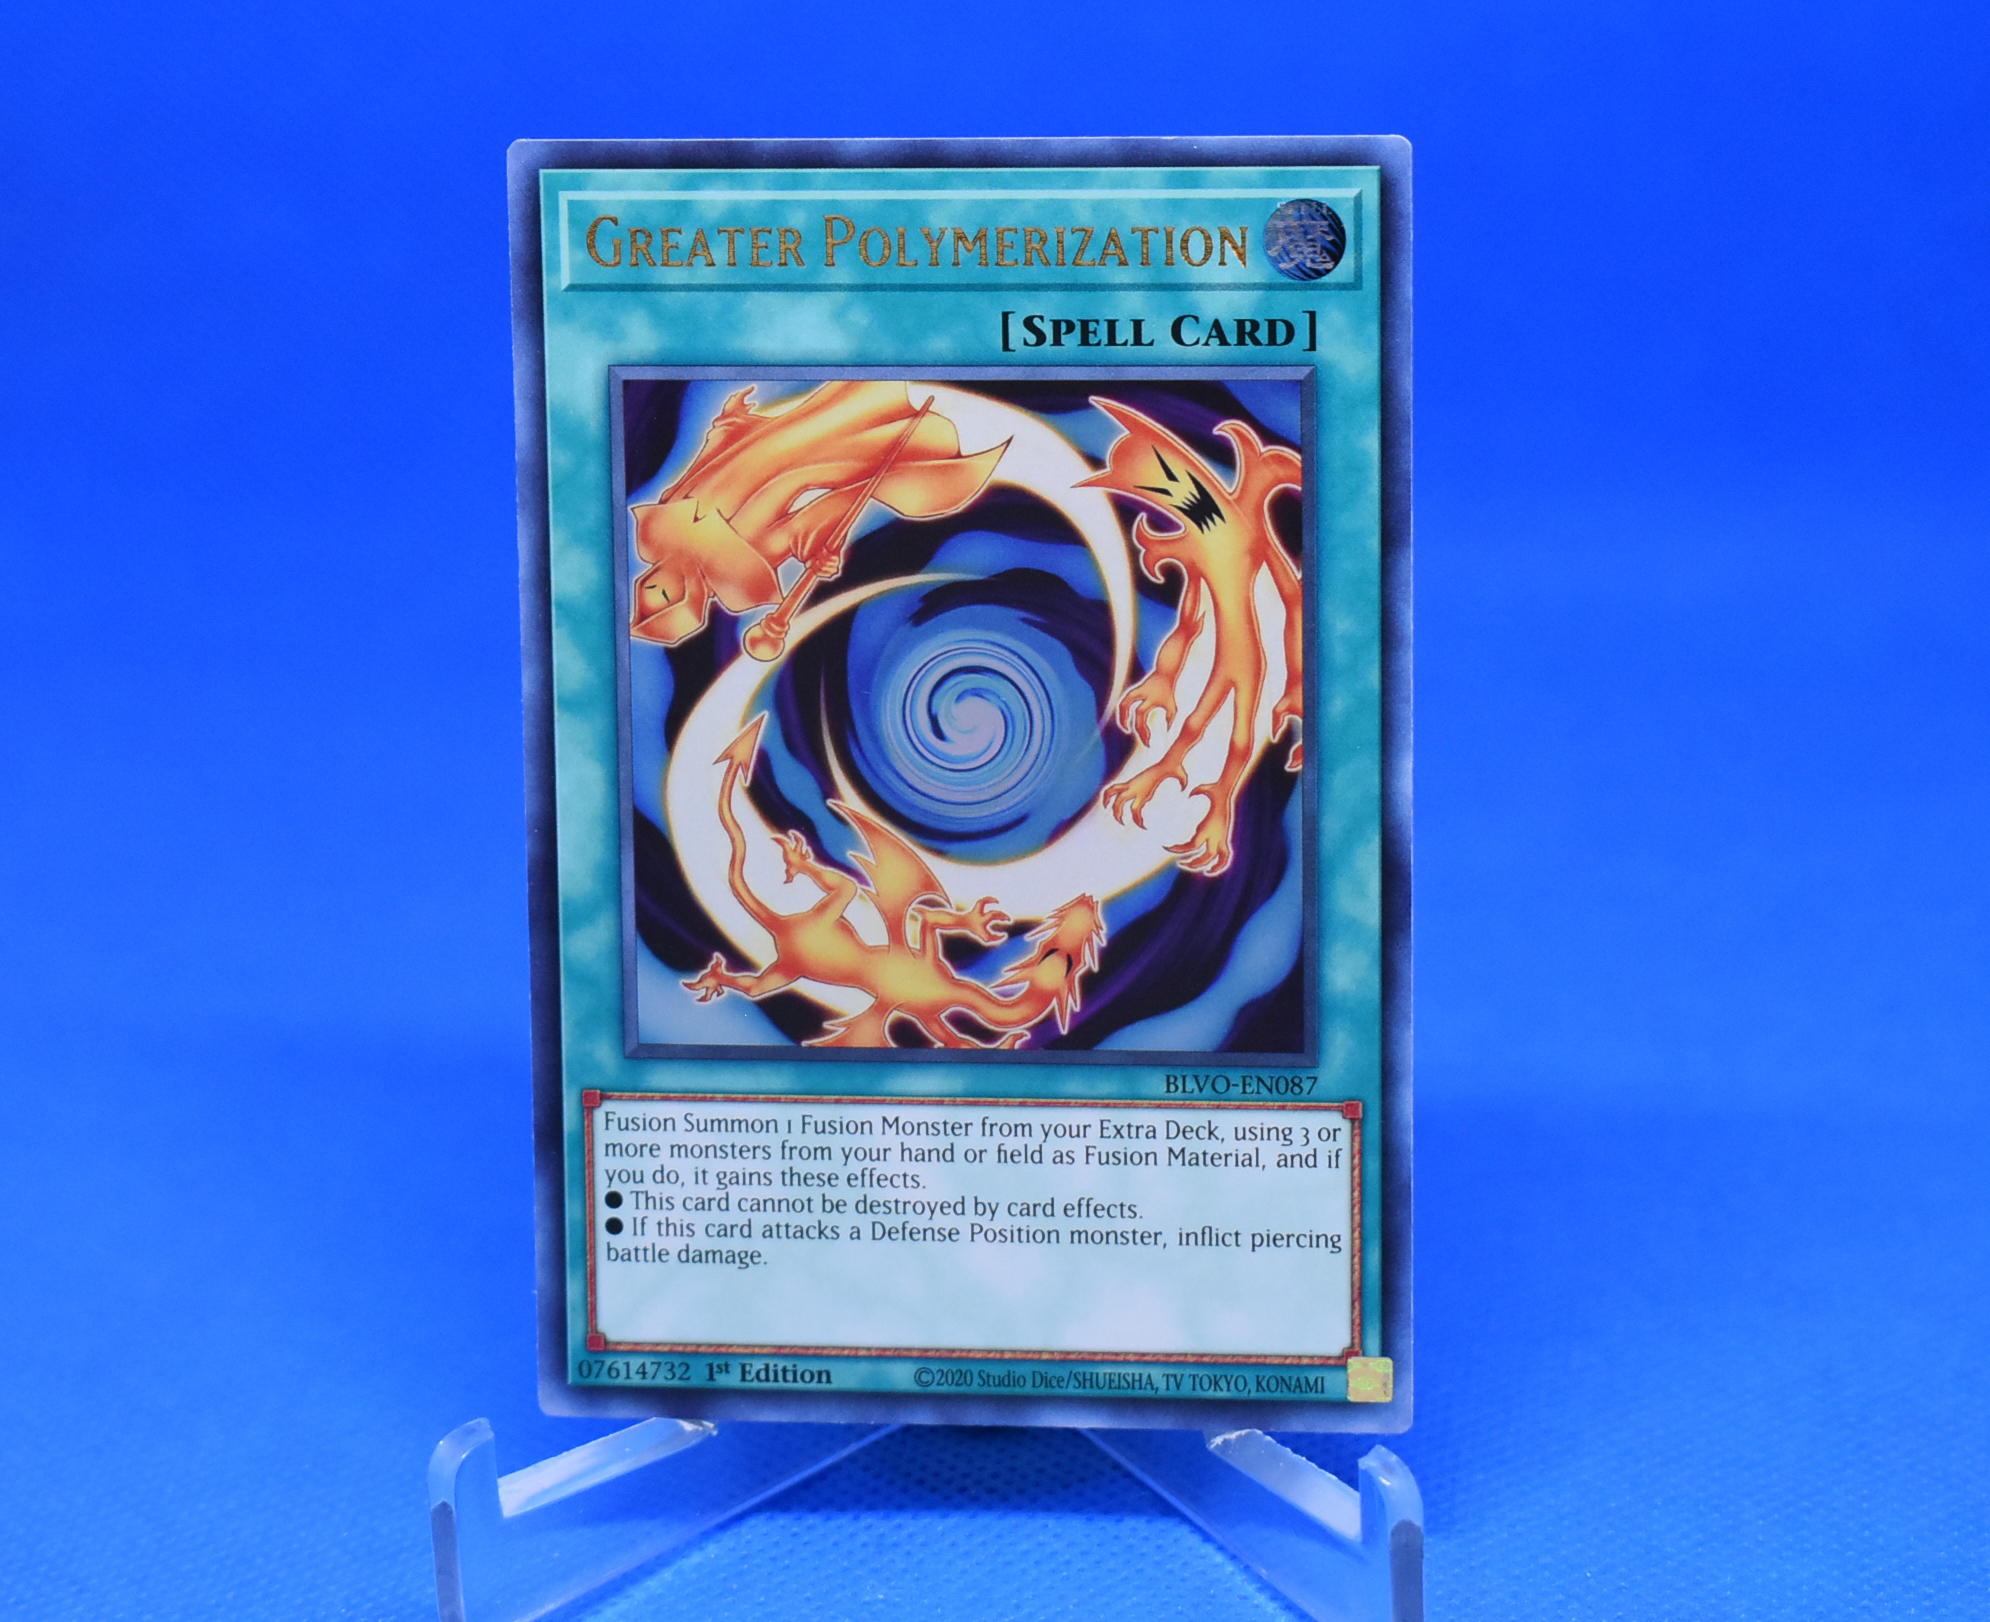 GREATER POLYMERIZATION 魔
[SPELL CARD]
BLVO-EN087
Fusion Summon 1 Fusion Monster from your Extra Deck, using 3 or
more monsters from your hand or field as Fusion Material, and if
you do, it gains these effects.
● This card cannot be destroyed by card effects.
● If this card attacks a Defense Position monster, inflict piercing
battle damage.
07614732 1st Edition ©2020 Studio Dice/SHUEISHA, TV TOKYO, KONAMI